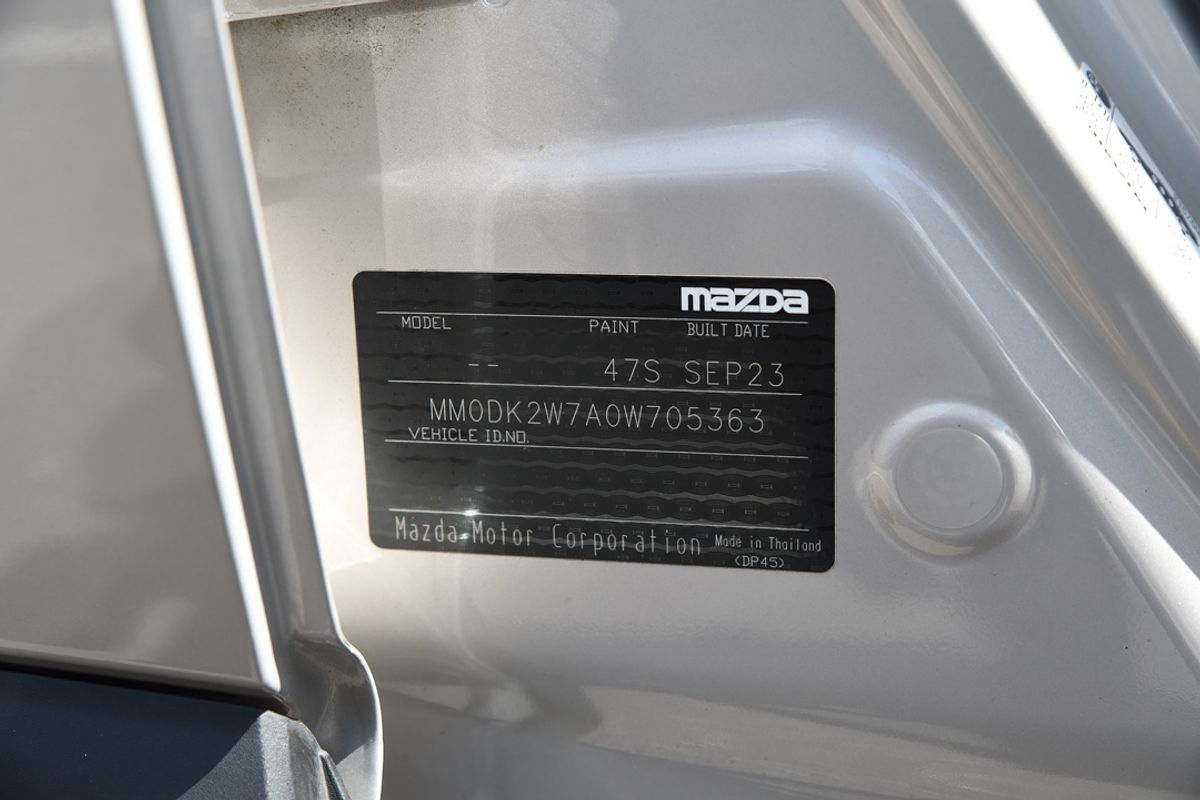 mazda
MODEL PAINT BUILT DATE
-- 47S SEP23
MM0DK2W7A0W705363
VEHICLE ID.NO.
Mazda Motor Corporation Made in Thailand
(DP45)